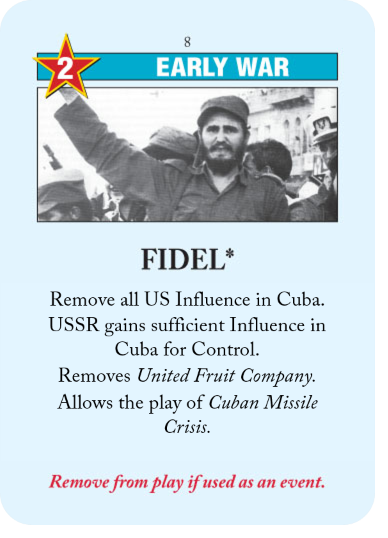 8
2
EARLY WAR
FIDEL*
Remove all US Influence in Cuba.
USSR gains sufficient Influence in
Cuba for Control.
Removes United Fruit Company.
Allows the play of Cuban Missile
Crisis.
Remove from play if used as an event.